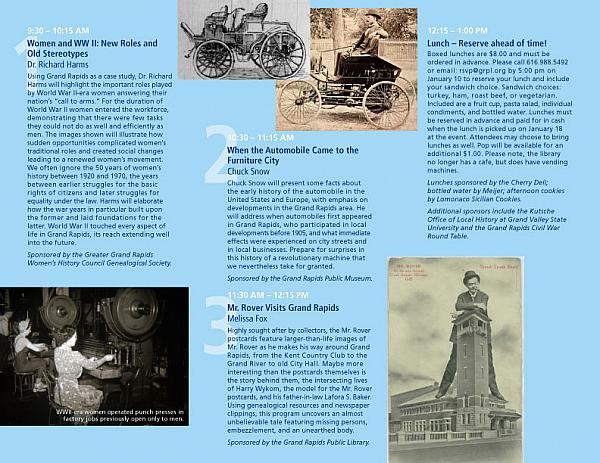 1
9:30 – 10:15 AM
Women and WW II: New Roles and
Old Stereotypes
Dr. Richard Harms
Using Grand Rapids as a case study, Dr. Richard
Harms will highlight the important roles played
by World War II-era women answering their
nation's "call to arms." For the duration of
World War II women entered the workforce,
demonstrating that there were few tasks
they could not do as well and efficiently as
men. The images shown will illustrate how
sudden opportunities complicated women's
traditional roles and created social changes
leading to a renewed women's movement.
We often ignore the 50 years of women's
history between 1920 and 1970, the years
between earlier struggles for the basic
rights of citizens and later struggles for
equality under the law. Harms will elaborate
how the war years in particular built upon
the former and laid foundations for the
latter. World War II touched every aspect of
life in Grand Rapids, its reach extending well
into the future.
Sponsored by the Greater Grand Rapids
Women's History Council Genealogical Society.
WWII-era women operated punch presses in
factory jobs previously open only to men.
2
10:30 – 11:15 AM
When the Automobile Came to the
Furniture City
Chuck Snow
Chuck Snow will present some facts about
the early history of the automobile in the
United States and Europe, with emphasis on
developments in the Grand Rapids area. He
will address when automobiles first appeared
in Grand Rapids, who participated in local
developments before 1905, and what immediate
effects were experienced on city streets and
in local businesses. Prepare for surprises in
this history of a revolutionary machine that
we nevertheless take for granted.
Sponsored by the Grand Rapids Public Museum.
3
11:30 AM – 12:15 PM
Mr. Rover Visits Grand Rapids
Melissa Fox
Highly sought after by collectors, the Mr. Rover
postcards feature larger-than-life images of
Mr. Rover as he makes his way around Grand
Rapids, from the Kent Country Club to the
Grand River to old City Hall. Maybe more
interesting than the postcards themselves is
the story behind them, the intersecting lives
of Harry Wykom, the model for the Mr. Rover
postcards, and his father-in-law Lafora S. Baker.
Using genealogical resources and newspaper
clippings, this program uncovers an almost
unbelievable tale featuring missing persons,
embezzlement, and an unearthed body.
Sponsored by the Grand Rapids Public Library.
12:15 – 1:00 PM
Lunch – Reserve ahead of time!
Boxed lunches are $8.00 and must be
ordered in advance. Please call 616.988.5492
or email: rsvp@grpl.org by 5:00 pm on
January 10 to reserve your lunch and include
your sandwich choice. Sandwich choices:
turkey, ham, roast beef, or vegetarian.
Included are a fruit cup, pasta salad, individual
condiments, and bottled water. Lunches must
be reserved in advance and paid for in cash
when the lunch is picked up on January 18
at the event. Attendees may choose to bring
lunches as well. Pop will be available for an
additional $1.00. Please note, the library
no longer has a cafe, but does have vending
machines.
Lunches sponsored by the Cherry Deli;
bottled water by Meijer; afternoon cookies
by Lomonaco Sicilian Cookies.
Additional sponsors include the Kutsche
Office of Local History at Grand Valley State
University and the Grand Rapids Civil War
Round Table.
MR. ROVER